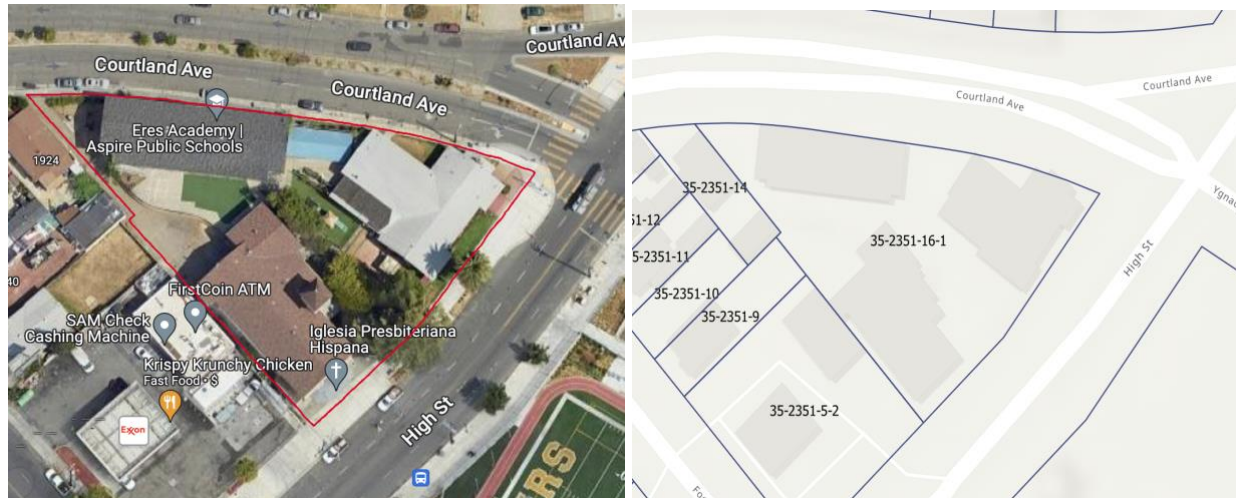 Courtland Ave
Courtland Av
Courtland Ave
Eres Academy |
Aspire Public Schools
1924
40
FirstCoin ATM
SAM Check
Cashing Machine
Iglesia Presbiteriana
Hispana
Krispy Krunchy Chicken
Fast Food • $
Exxon
High St
ERS
Courtland Ave
Courtland Ave
35-2351-14
51-12
5-2351-11
35-2351-16-1
35-2351-10
35-2351-9
35-2351-5-2
High St
Ygnac
Foo